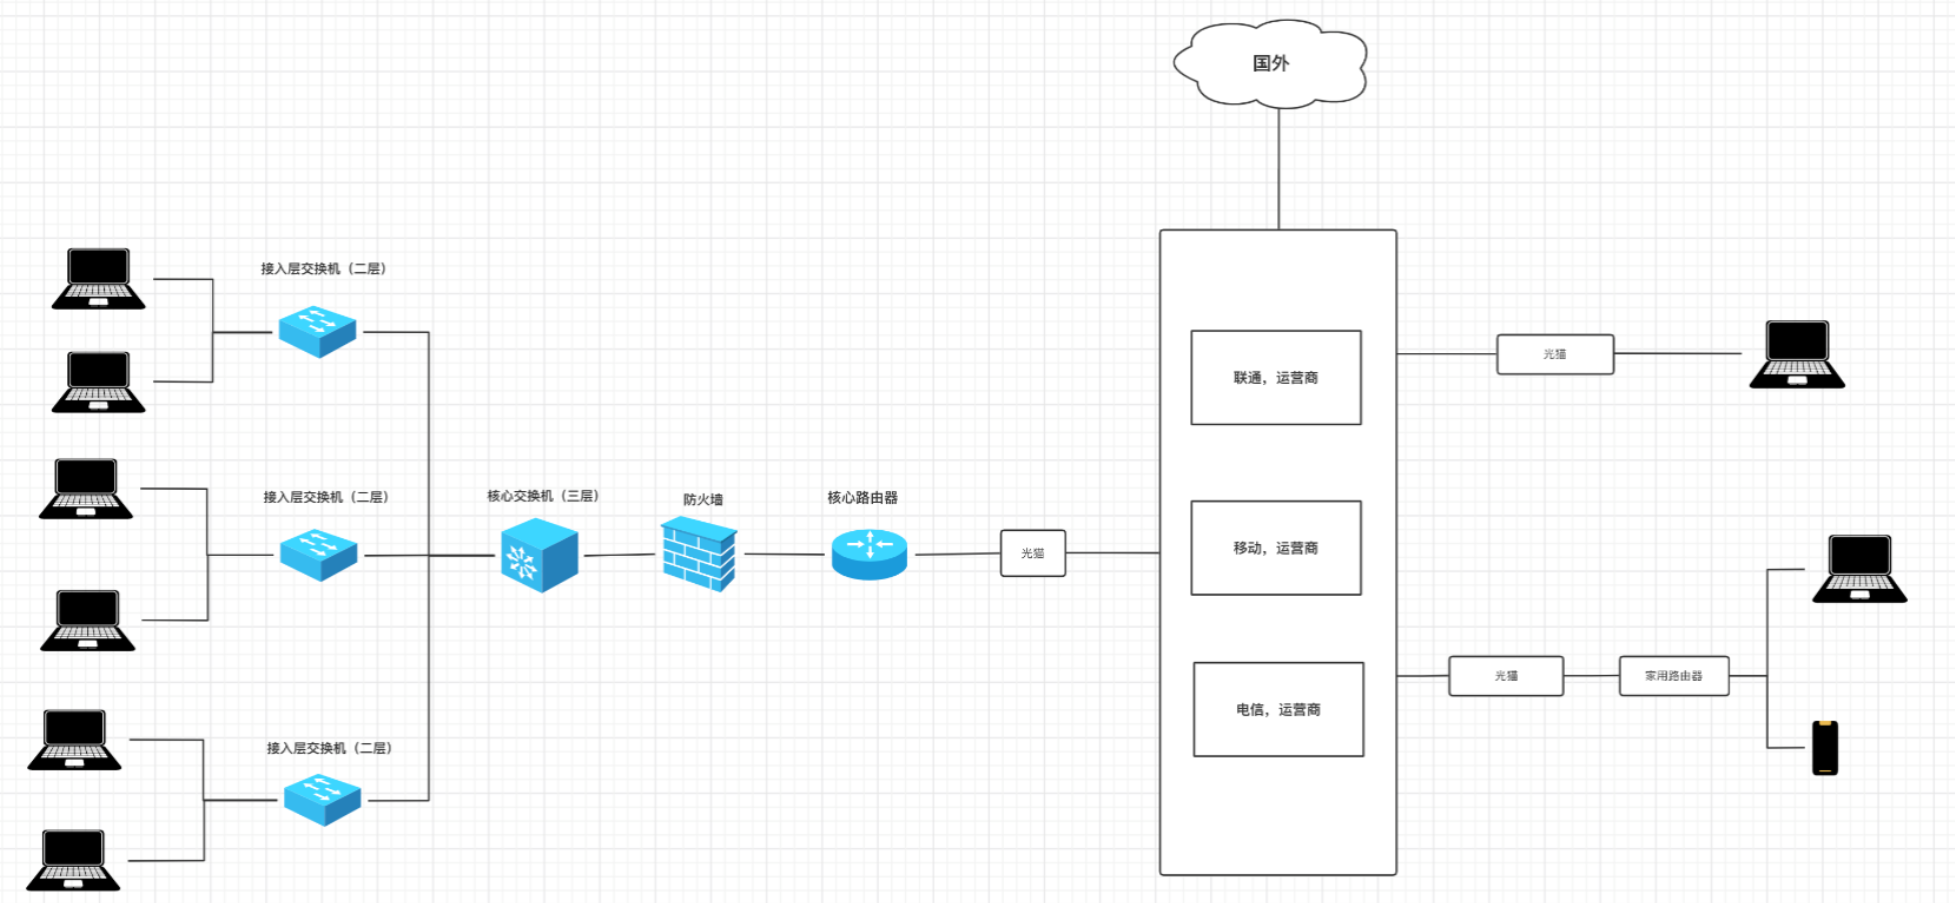 国外
接入层交换机（二层）
联通，运营商
光猫
接入层交换机（二层）
核心交换机（三层）
防火墙
核心路由器
光猫
移动，运营商
电信，运营商
光猫
家用路由器
接入层交换机（二层）